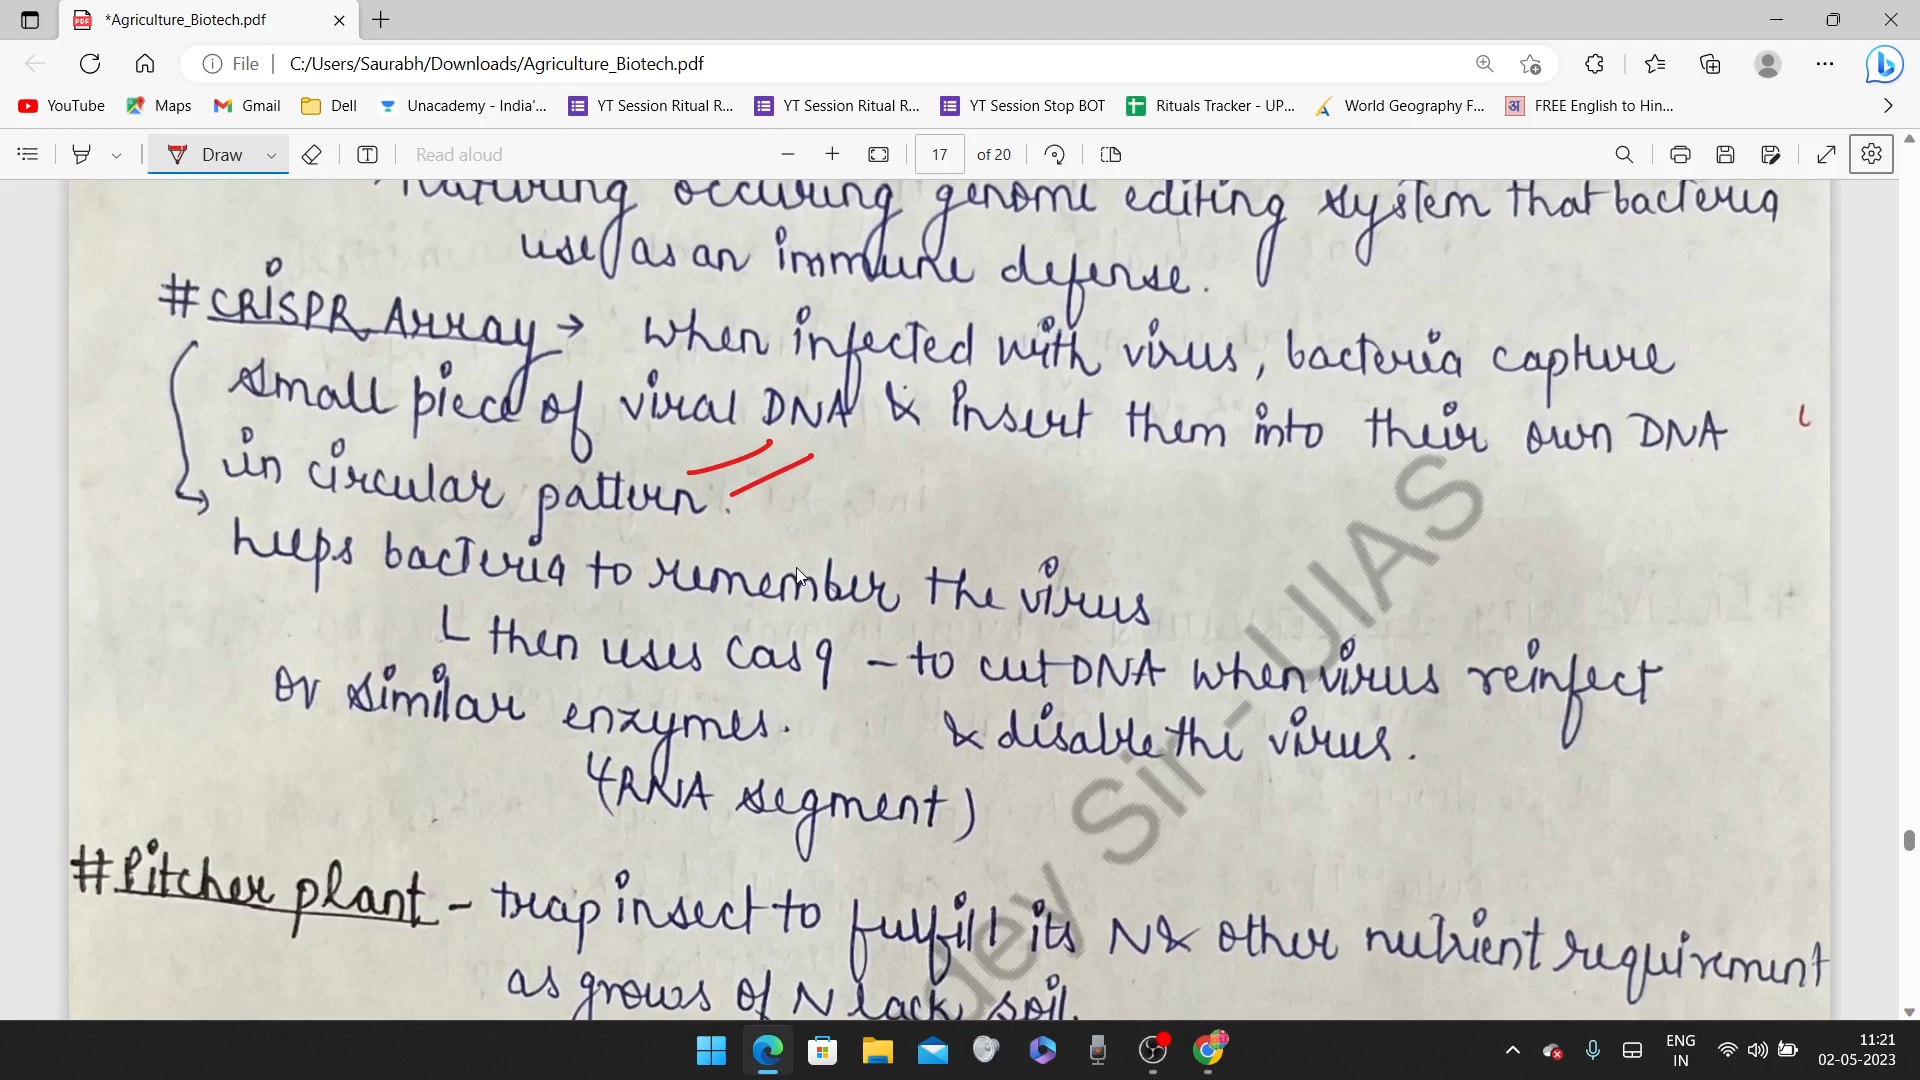 *Agriculture_Biotech.pdf
File
C:/Users/Saurabh/Downloads/Agriculture_Biotech.pdf
YouTube
Maps
Gmail
Dell
Unacademy - India'...
YT Session Ritual R...
YT Session Ritual R...
YT Session Stop BOT
Rituals Tracker - UP...
World Geography F...
FREE English to Hin...
Draw
Read aloud
17 of 20
occuring genome editing system that bacteria
use as an immune defense.
#CRISPR Array → when infected with virus, bacteria capture
small piece of viral DNA & Insert them into their own DNA
in circular pattern.
helps bacteria to remember the virus
then uses Cas9 - to cut DNA when virus reinfect
or similar enzymes. & disable the virus.
(RNA segment)
#Pitcher plant - trap insect to fulfill its N & other nutrient requirement
as grows of N lack soil.
dey Sir - UIAS
ENG
IN
11:21
02-05-2023